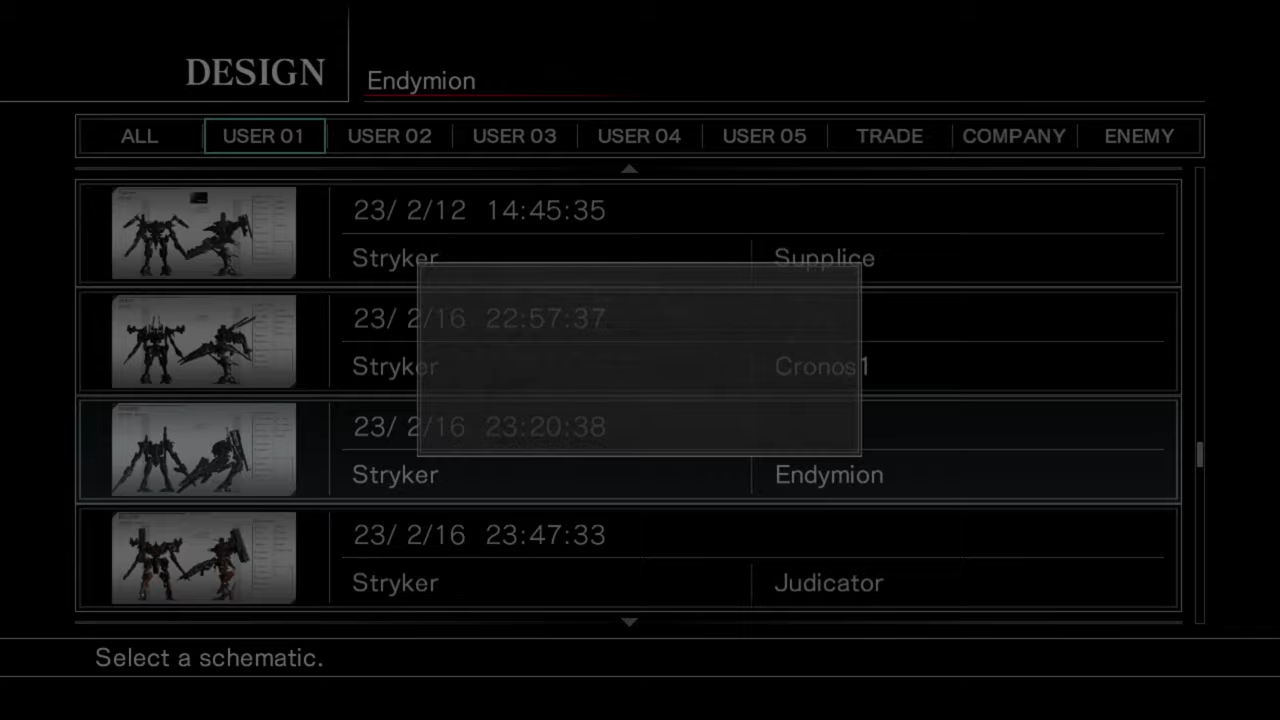 DESIGN
Endymion
ALL USER 01 USER 02 USER 03 USER 04 USER 05 TRADE COMPANY ENEMY
23/ 2/12 14:45:35
Stryker Supplice
23/ 2/16 22:57:37
Stryker Cronos1
23/ 2/16 23:20:38
Stryker Endymion
23/ 2/16 23:47:33
Stryker Judicator
Select a schematic.